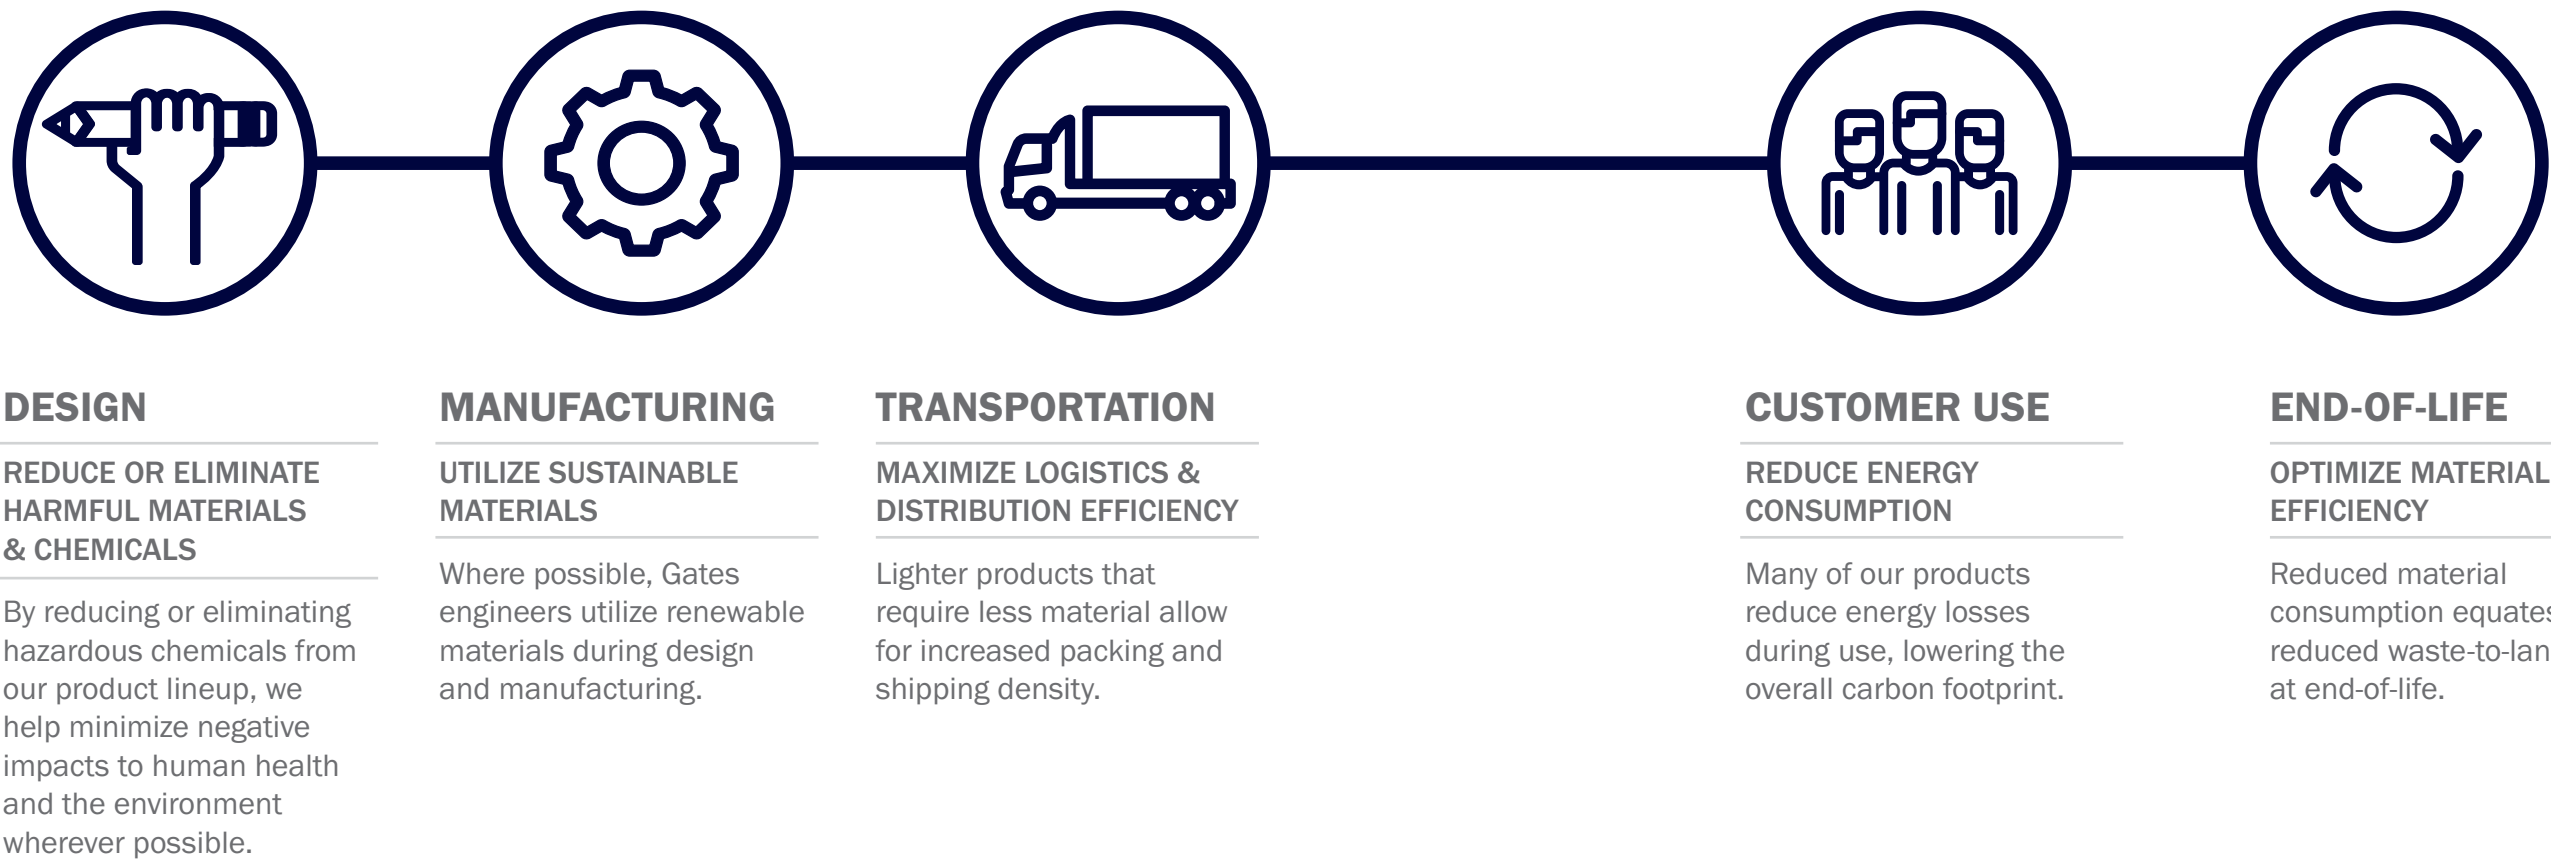 DESIGN
REDUCE OR ELIMINATE
HARMFUL MATERIALS
& CHEMICALS
By reducing or eliminating
hazardous chemicals from
our product lineup, we
help minimize negative
impacts to human health
and the environment
wherever possible.
MANUFACTURING
UTILIZE SUSTAINABLE
MATERIALS
Where possible, Gates
engineers utilize renewable
materials during design
and manufacturing.
TRANSPORTATION
MAXIMIZE LOGISTICS &
DISTRIBUTION EFFICIENCY
Lighter products that
require less material allow
for increased packing and
shipping density.
CUSTOMER USE
REDUCE ENERGY
CONSUMPTION
Many of our products
reduce energy losses
during use, lowering the
overall carbon footprint.
END-OF-LIFE
OPTIMIZE MATERIAL
EFFICIENCY
Reduced material
consumption equates
reduced waste-to-lan
at end-of-life.